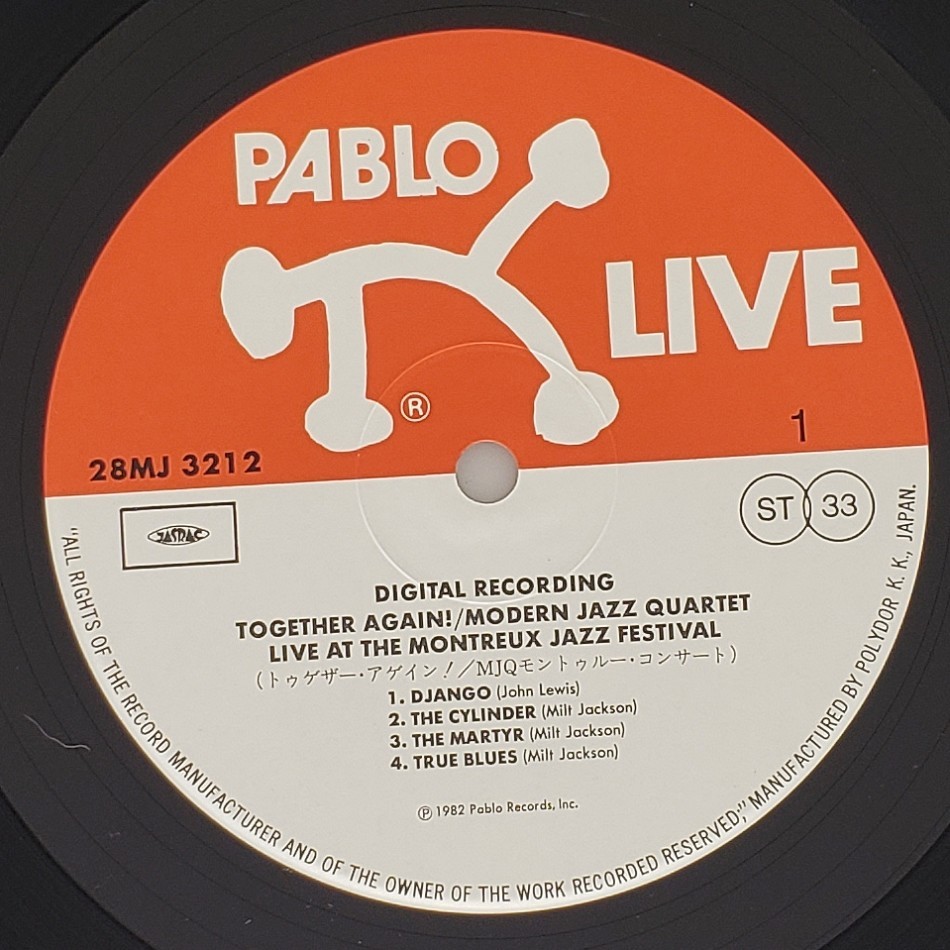 PABLO
LIVE
®
1
28MJ 3212
JASRAC
ST 33
DIGITAL RECORDING
TOGETHER AGAIN!/MODERN JAZZ QUARTET
LIVE AT THE MONTREUX JAZZ FESTIVAL
(トゥゲザー・アゲイン!／MJQモントゥルー・コンサート)
1. DJANGO (John Lewis)
2. THE CYLINDER (Milt Jackson)
3. THE MARTYR (Milt Jackson)
4. TRUE BLUES (Milt Jackson)
℗ 1982 Pablo Records, Inc.
"ALL RIGHTS OF THE RECORD MANUFACTURER AND OF THE OWNER OF THE WORK RECORDED RESERVED;" MANUFACTURED BY POLYDOR K. K., JAPAN.